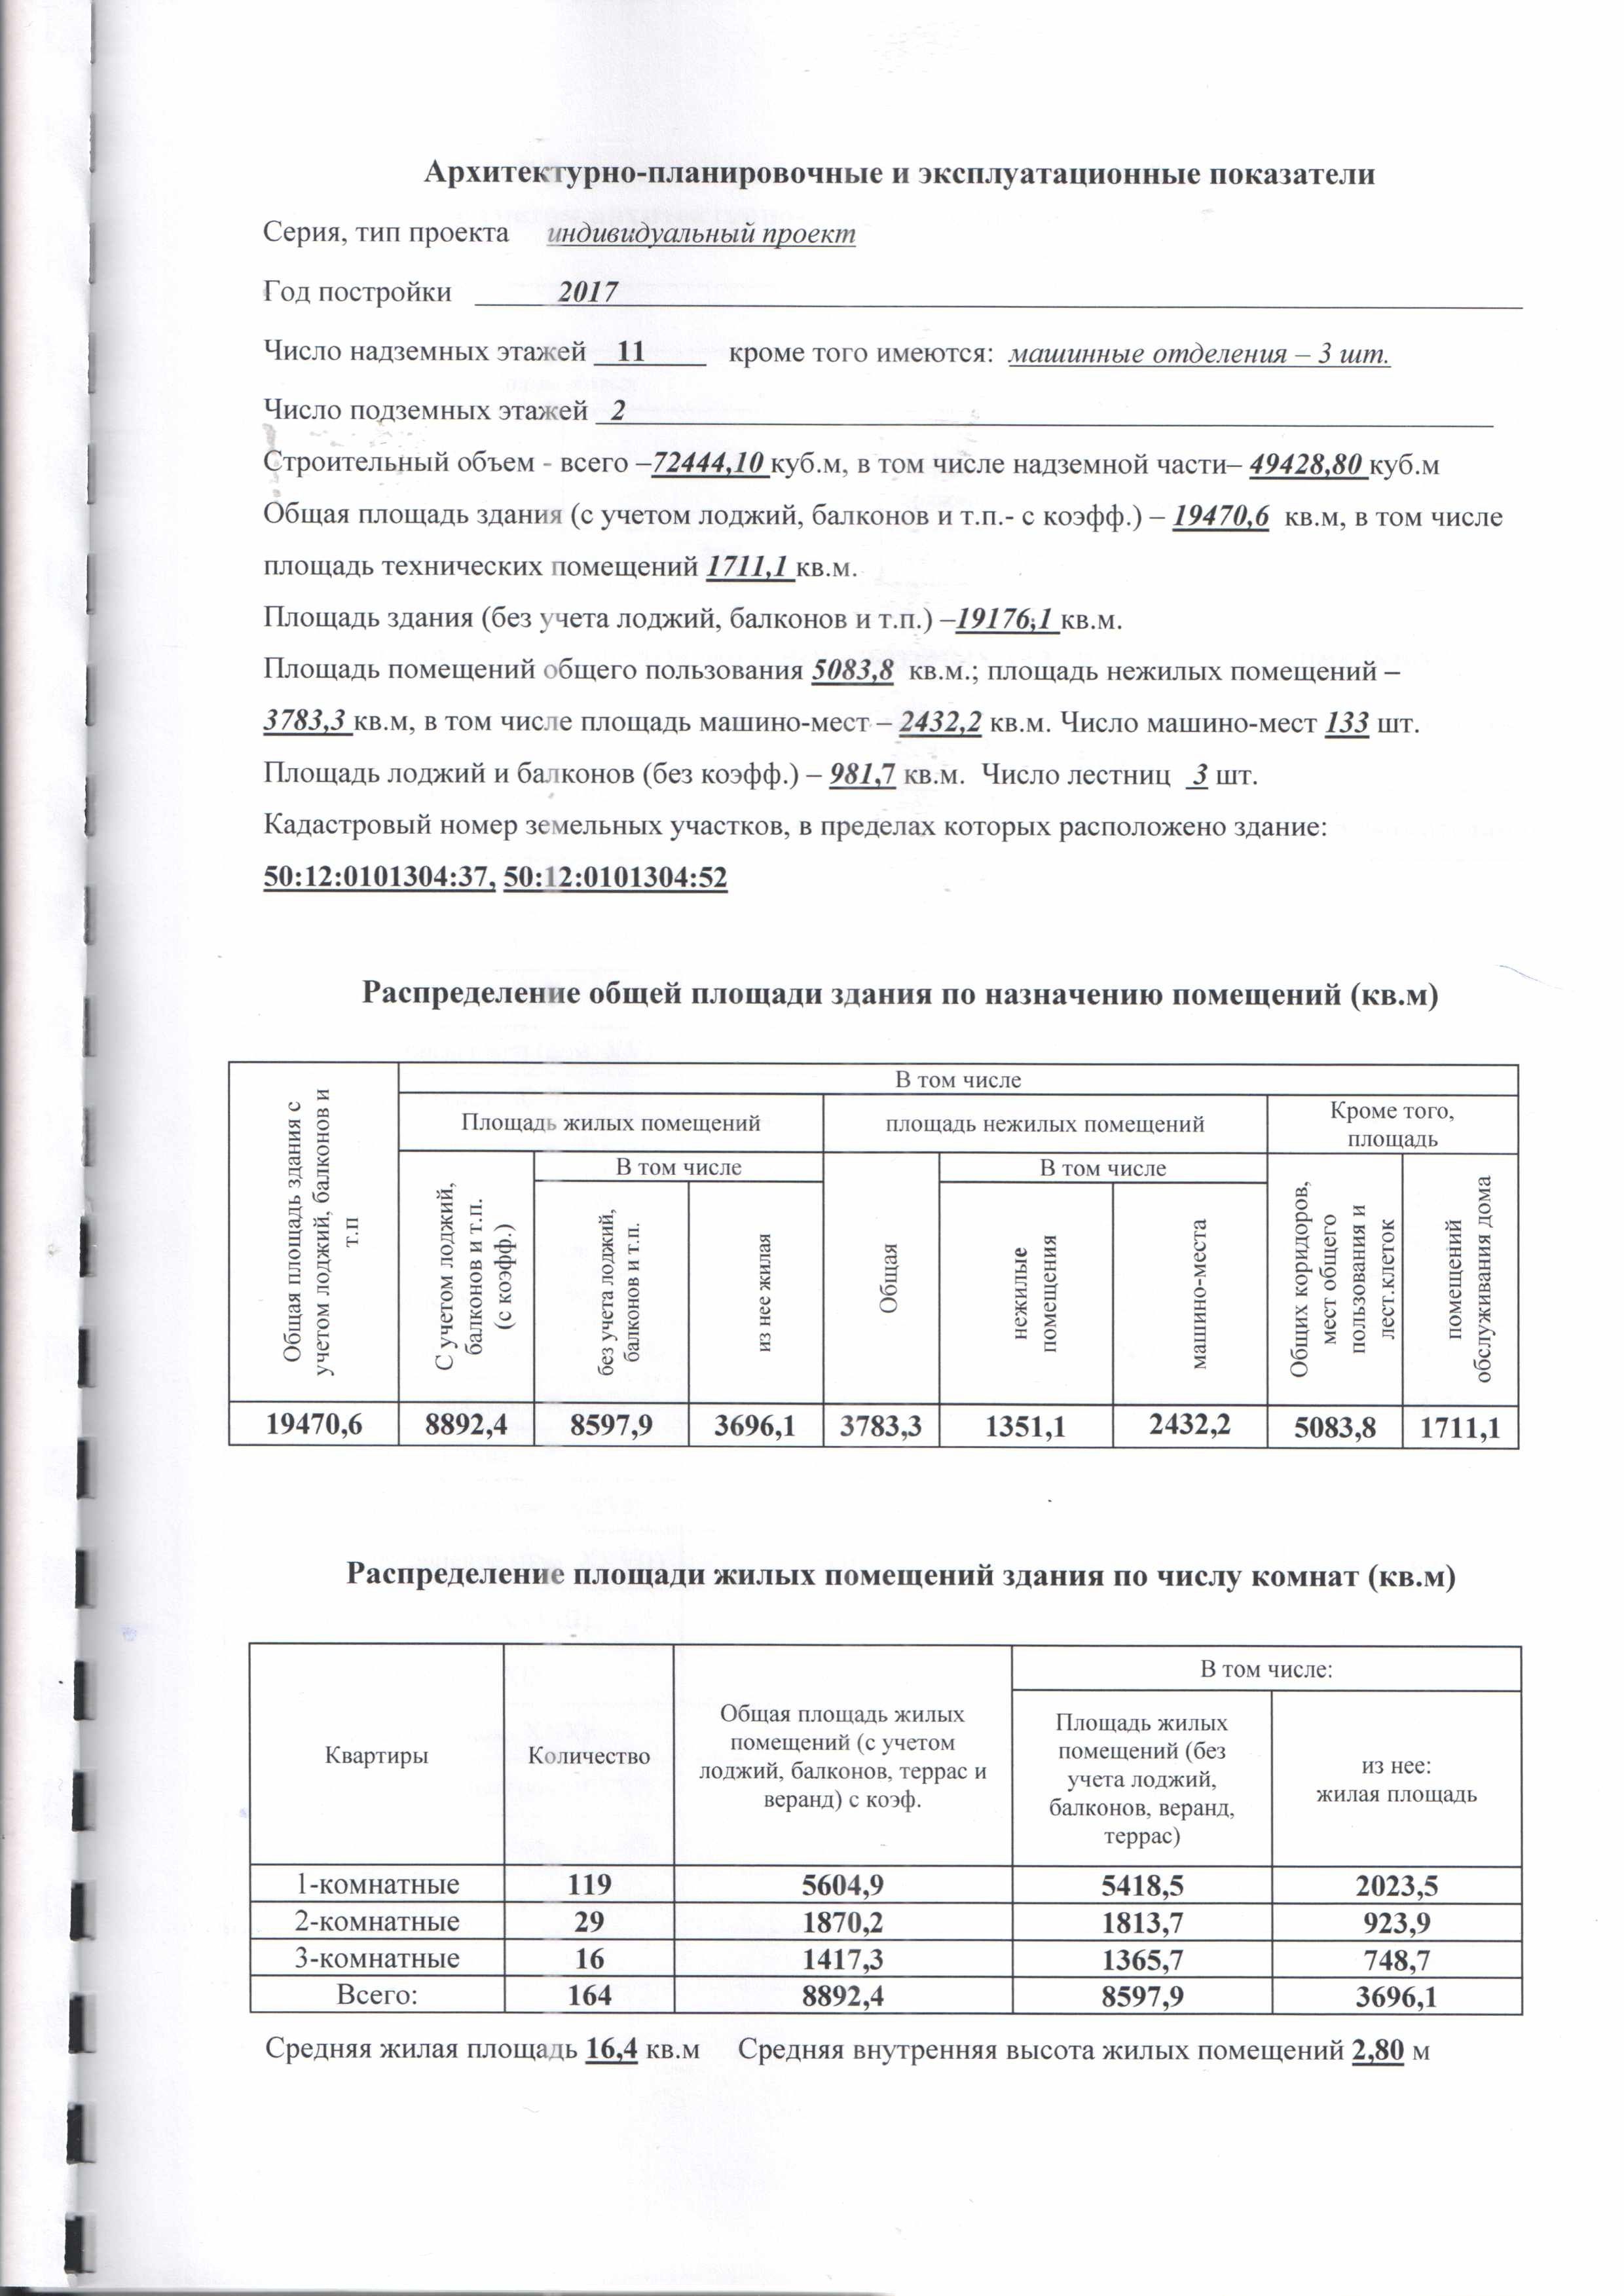 Архитектурно-планировочные и эксплуатационные показатели
Серия, тип проекта индивидуальный проект
Год постройки 2017
Число надземных этажей 11 кроме того имеются: машинные отделения – 3 шт.
Число подземных этажей 2
Строительный объем - всего –72444,10 куб.м, в том числе надземной части– 49428,80 куб.м
Общая площадь здания (с учетом лоджий, балконов и т.п.- с коэфф.) – 19470,6 кв.м, в том числе
площадь технических помещений 1711,1 кв.м.
Площадь здания (без учета лоджий, балконов и т.п.) –19176,1 кв.м.
Площадь помещений общего пользования 5083,8 кв.м.; площадь нежилых помещений –
3783,3 кв.м, в том числе площадь машино-мест – 2432,2 кв.м. Число машино-мест 133 шт.
Площадь лоджий и балконов (без коэфф.) – 981,7 кв.м. Число лестниц 3 шт.
Кадастровый номер земельных участков, в пределах которых расположено здание:
50:12:0101304:37, 50:12:0101304:52
Распределение общей площади здания по назначению помещений (кв.м)
Общая площадь здания с
учетом лоджий, балконов и
т.п
В том числе
Площадь жилых помещений
площадь нежилых помещений
Кроме того,
площадь
С учетом лоджий,
балконов и т.п.
(с коэфф.)
В том числе
без учета лоджий,
балконов и т.п.
из нее жилая
Общая
В том числе
нежилые
помещения
машино-места
Общих коридоров,
мест общего
пользования и
лест.клеток
помещений
обслуживания дома
19470,6 8892,4 8597,9 3696,1 3783,3 1351,1 2432,2 5083,8 1711,1
Распределение площади жилых помещений здания по числу комнат (кв.м)
Квартиры
Количество
Общая площадь жилых
помещений (с учетом
лоджий, балконов, террас и
веранд) с коэф.
В том числе:
Площадь жилых
помещений (без
учета лоджий,
балконов, веранд,
террас)
из нее:
жилая площадь
1-комнатные 119 5604,9 5418,5 2023,5
2-комнатные 29 1870,2 1813,7 923,9
3-комнатные 16 1417,3 1365,7 748,7
Всего: 164 8892,4 8597,9 3696,1
Средняя жилая площадь 16,4 кв.м Средняя внутренняя высота жилых помещений 2,80 м